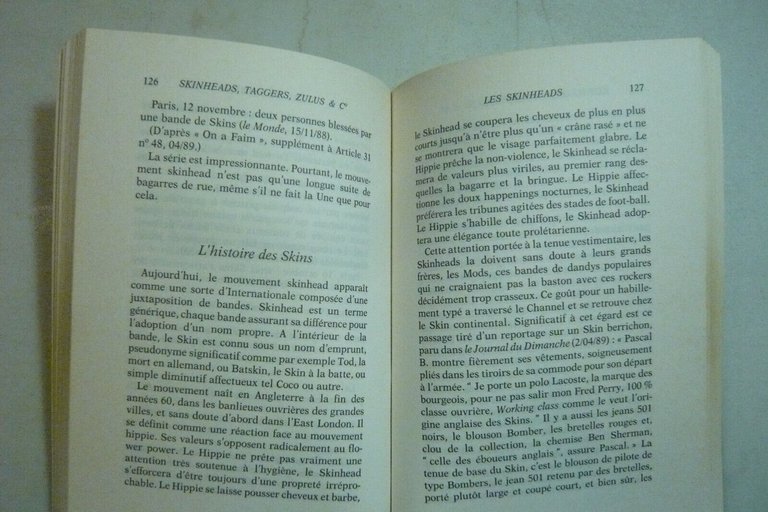 126 SKINHEADS, TAGGERS, ZULUS & Cº
Paris, 12 novembre : deux personnes blessées par
une bande de Skins (le Monde, 15/11/88).
(D'après « On a Faim », supplément à Article 31
nº 48, 04/89.)
La série est impressionnante. Pourtant, le mouve-
ment skinhead n'est pas qu'une longue suite de
bagarres de rue, même s'il ne fait la Une que pour
cela.
L'histoire des Skins
Aujourd'hui, le mouvement skinhead apparaît
comme une sorte d'Internationale composée d'une
juxtaposition de bandes. Skinhead est un terme
générique, chaque bande assurant sa différence pour
l'adoption d'un nom propre. A l'intérieur de la
bande, le Skin est connu sous un nom d'emprunt,
pseudonyme significatif comme par exemple Tod, la
mort en allemand, ou Batskin, le Skin à la batte, ou
simple diminutif affectueux tel Coco ou autre.
Le mouvement naît en Angleterre à la fin des
années 60, dans les banlieues ouvrières des grandes
villes, et sans doute d'abord dans l'East London. Il
se définit comme une réaction face au mouvement
hippie. Ses valeurs s'opposent radicalement au flo-
wer power. Le Hippie ne prête pas vraiment une
attention très soutenue à l'hygiène, le Skinhead
s'efforcera d'être toujours d'une propreté irrépro-
chable. Le Hippie se laisse pousser cheveux et barbe,
LES SKINHEADS 127
le Skinhead se coupera les cheveux de plus en plus
courts jusqu'à n'être plus qu'un « crâne rasé » et ne
se montrera que le visage parfaitement glabre. Le
Hippie prêche la non-violence, le Skinhead se récla-
mera de valeurs plus viriles, au premier rang des-
quelles la bagarre et la bringue. Le Hippie affec-
tionne les doux happenings nocturnes, le Skinhead
préférera les tribunes agitées des stades de foot-ball.
Le Hippie s'habille de chiffons, le Skinhead adop-
tera une élégance toute prolétarienne.
Cette attention portée à la tenue vestimentaire, les
Skinheads la doivent sans doute à leurs grands
frères, les Mods, ces bandes de dandys populaires
qui ne craignaient pas la baston avec ces rockers
décidément trop crasseux. Ce goût pour un habille-
ment typé a traversé le Channel et se retrouve chez
le Skin continental. Significatif à cet égard est ce
passage tiré d'un reportage sur un Skin berrichon,
paru dans le Journal du Dimanche (2/04/89) : « Pascal
B. montre fièrement ses vêtements, soigneusement
pliés dans les tiroirs de sa commode pour son départ
à l'armée. " Je porte un polo Lacoste, la marque des
bourgeois, pour ne pas salir mon Fred Perry, 100 %
classe ouvrière, Working class comme le veut l'ori-
gine anglaise des Skins. " Il y a aussi les jeans 501
noirs, le blouson Bomber, les bretelles rouges et,
clou de la collection, la chemise Ben Sherman,
" celle des éboueurs anglais ", assure Pascal. » La
tenue de base du Skin, c'est le blouson de pilote de
type Bombers, le jean 501 retenu par des bretelles,
porté plutôt large et coupé court, et bien sûr, les